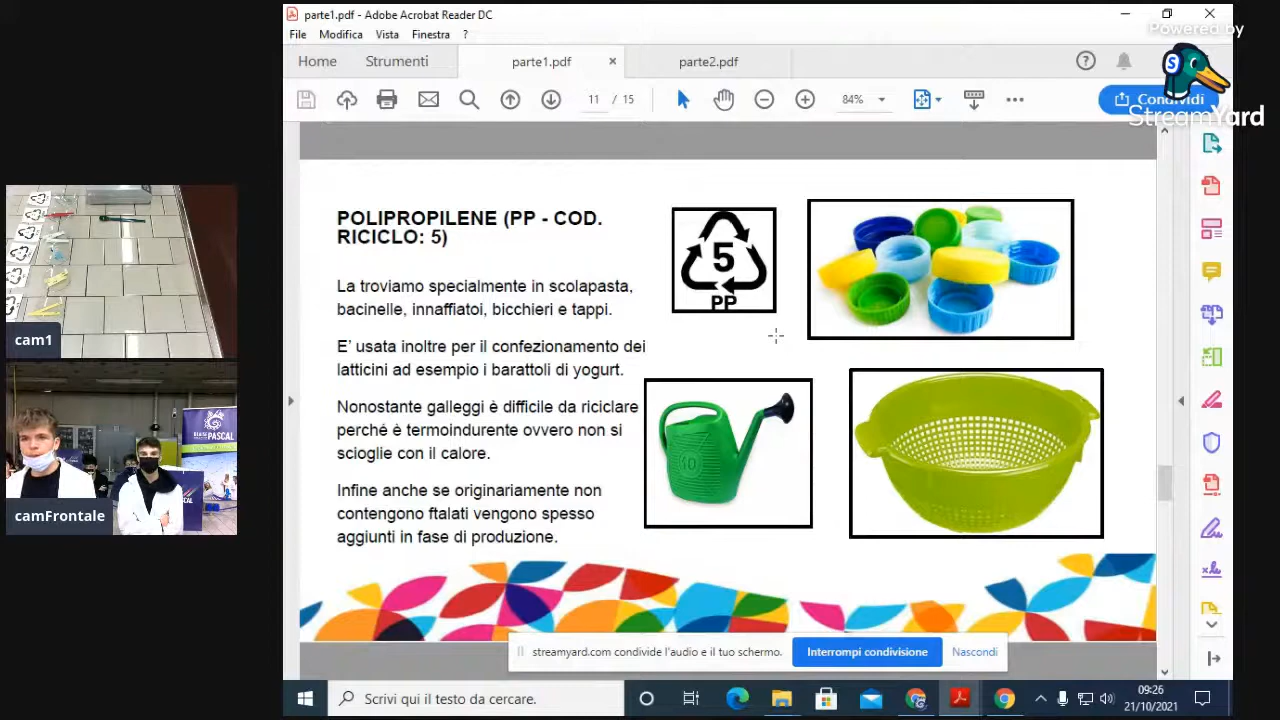 parte1.pdf - Adobe Acrobat Reader DC
Powered by
File Modifica Vista Finestra ?
Home Strumenti parte1.pdf × parte2.pdf
11 / 15 84% Condividi
StreamYard
POLIPROPILENE (PP - COD.
RICICLO: 5)
La troviamo specialmente in scolapasta,
bacinelle, innaffiatoi, bicchieri e tappi.
E' usata inoltre per il confezionamento dei
latticini ad esempio i barattoli di yogurt.
Nonostante galleggi è difficile da riciclare
perché è termoindurente ovvero non si
scioglie con il calore.
Infine anche se originariamente non
contengono ftalati vengono spesso
aggiunti in fase di produzione.
5
PP
10
cam1
PASCAL
camFrontale
streamyard.com condivide l'audio e il tuo schermo. Interrompi condivisione Nascondi
Scrivi qui il testo da cercare.
09:26
21/10/2021